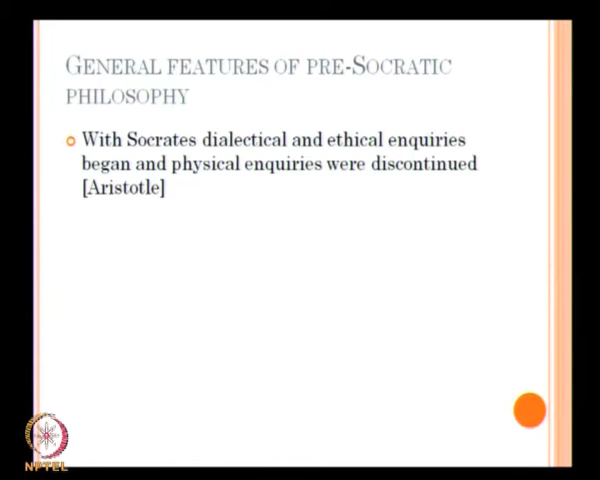 GENERAL FEATURES OF PRE-SOCRATIC
PHILOSOPHY
With Socrates dialectical and ethical enquiries
began and physical enquiries were discontinued
[Aristotle]
NPTEL